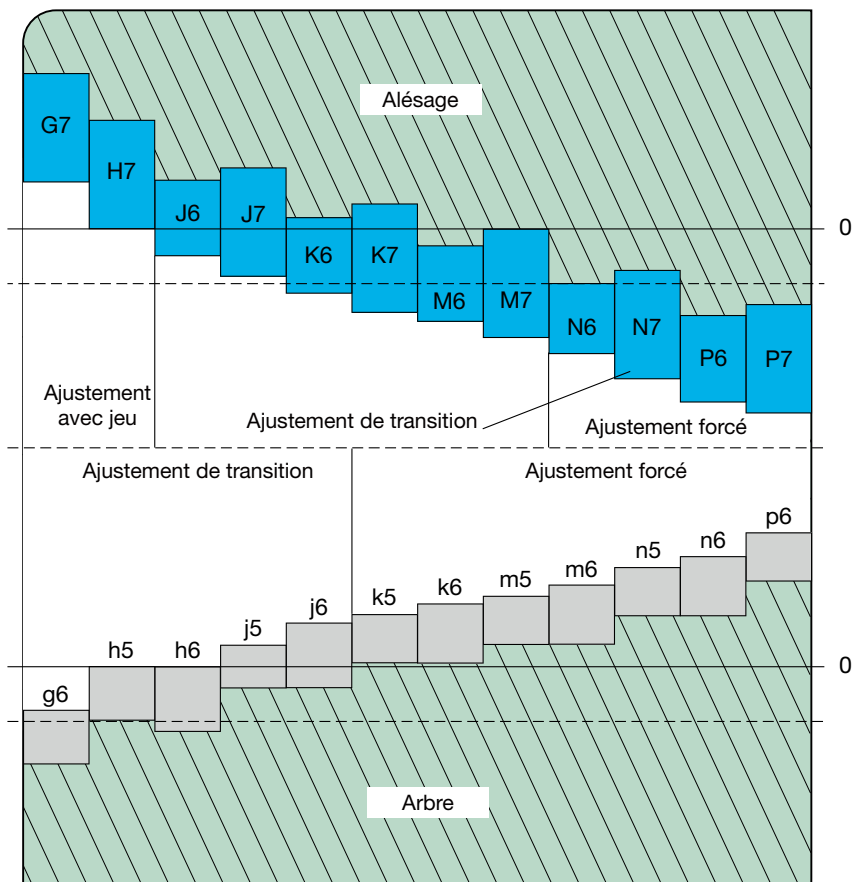 Alésage
G7
H7
J6
J7
K6
K7
M6
M7
N6
N7
P6
P7
0
Ajustement
avec jeu
Ajustement de transition
Ajustement forcé
Ajustement de transition
Ajustement forcé
g6
h5
h6
j5
j6
k5
k6
m5
m6
n5
n6
p6
0
Arbre